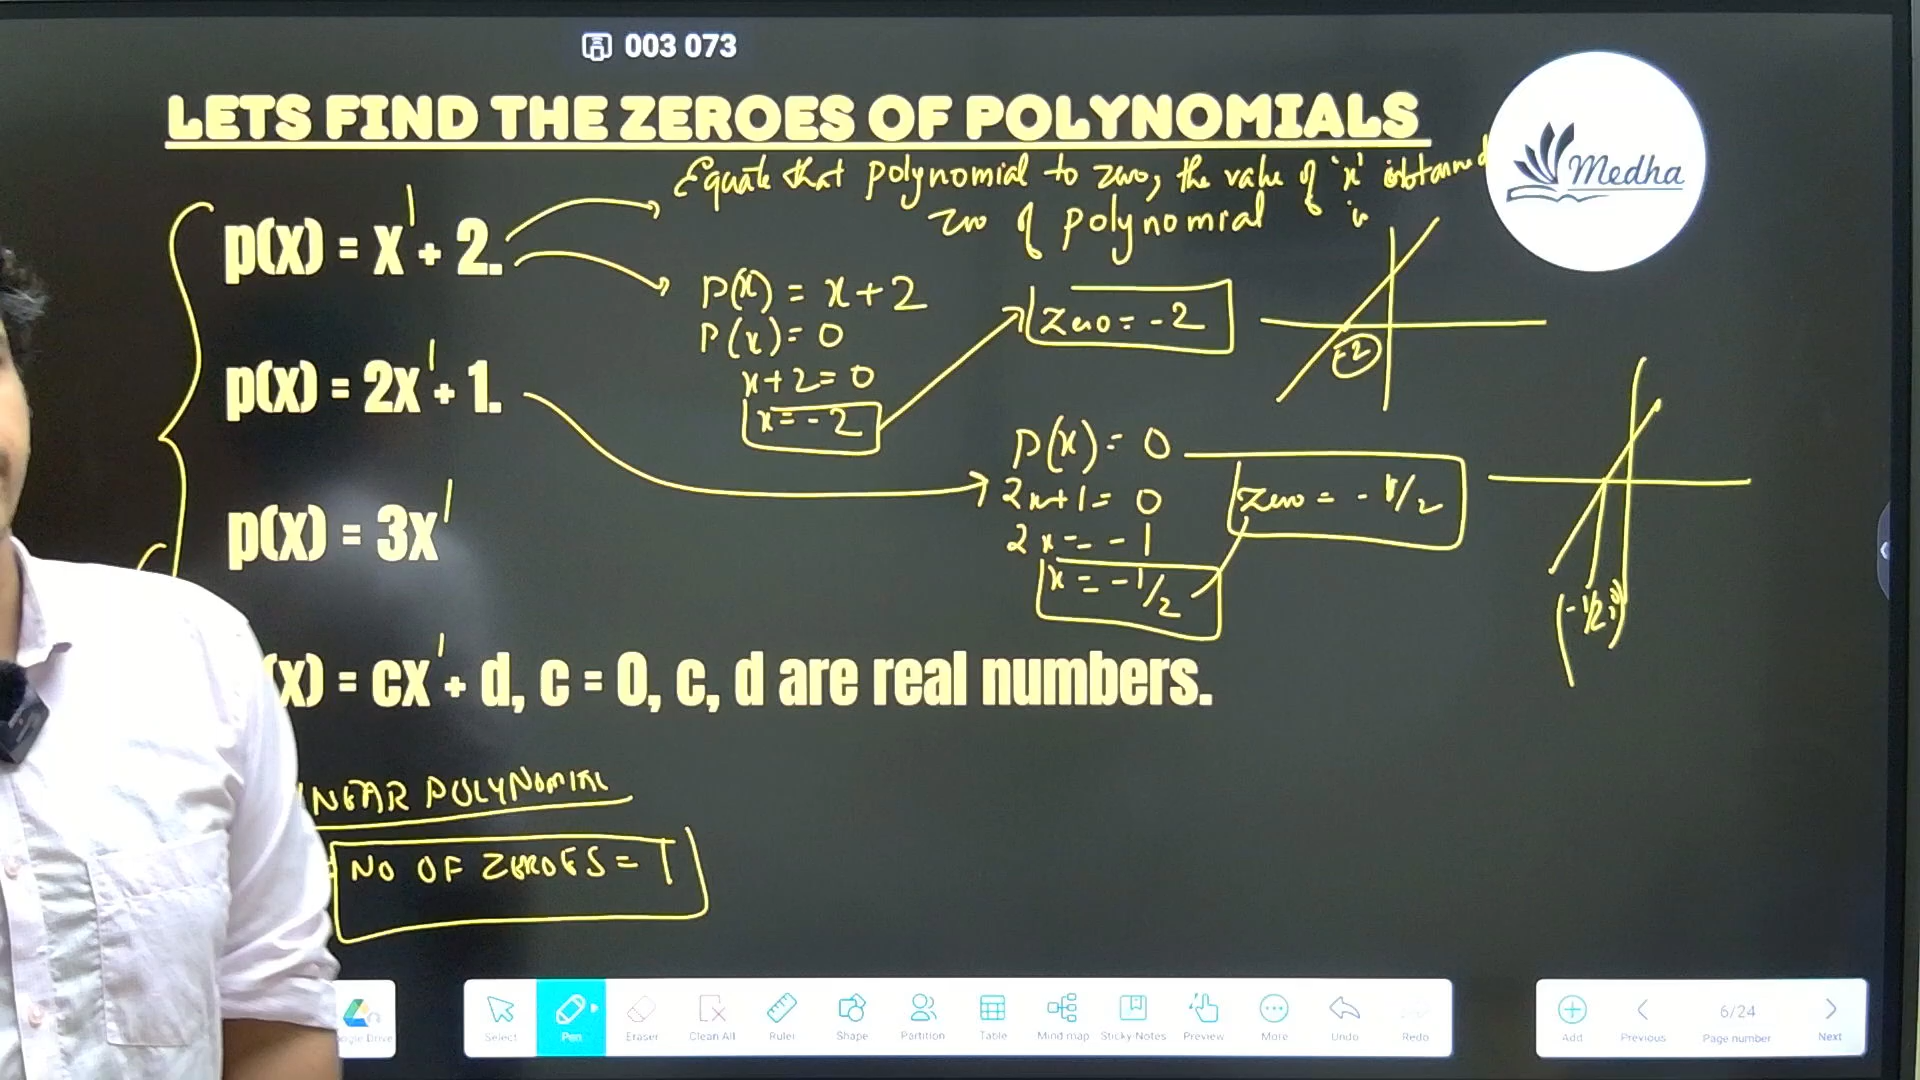 003 073
LETS FIND THE ZEROES OF POLYNOMIALS
Medha
Equate that polynomial to zero, the value of 'x' obtained
is
zero of polynomial
p(x) = x¹ + 2.
P(x) = x+2
P(x) = 0
x+2 = 0
x = -2
Zero = -2
-2
p(x) = 2x¹ + 1.
P(x) = 0
2x+1 = 0
2x = -1
x = -1/2
Zero = -1/2
(-1/2, 0)
p(x) = 3x¹
(x) = cx¹ + d, c = 0, c, d are real numbers.
NEAR POLYNOMIAL
NO OF ZEROES = 1
ogle Drive
Select
Pen
Eraser
Clean All
Ruler
Shape
Partition
Table
Mind map
Sticky Notes
Preview
More
Undo
Redo
Add
Previous
6/24
Page number
Next